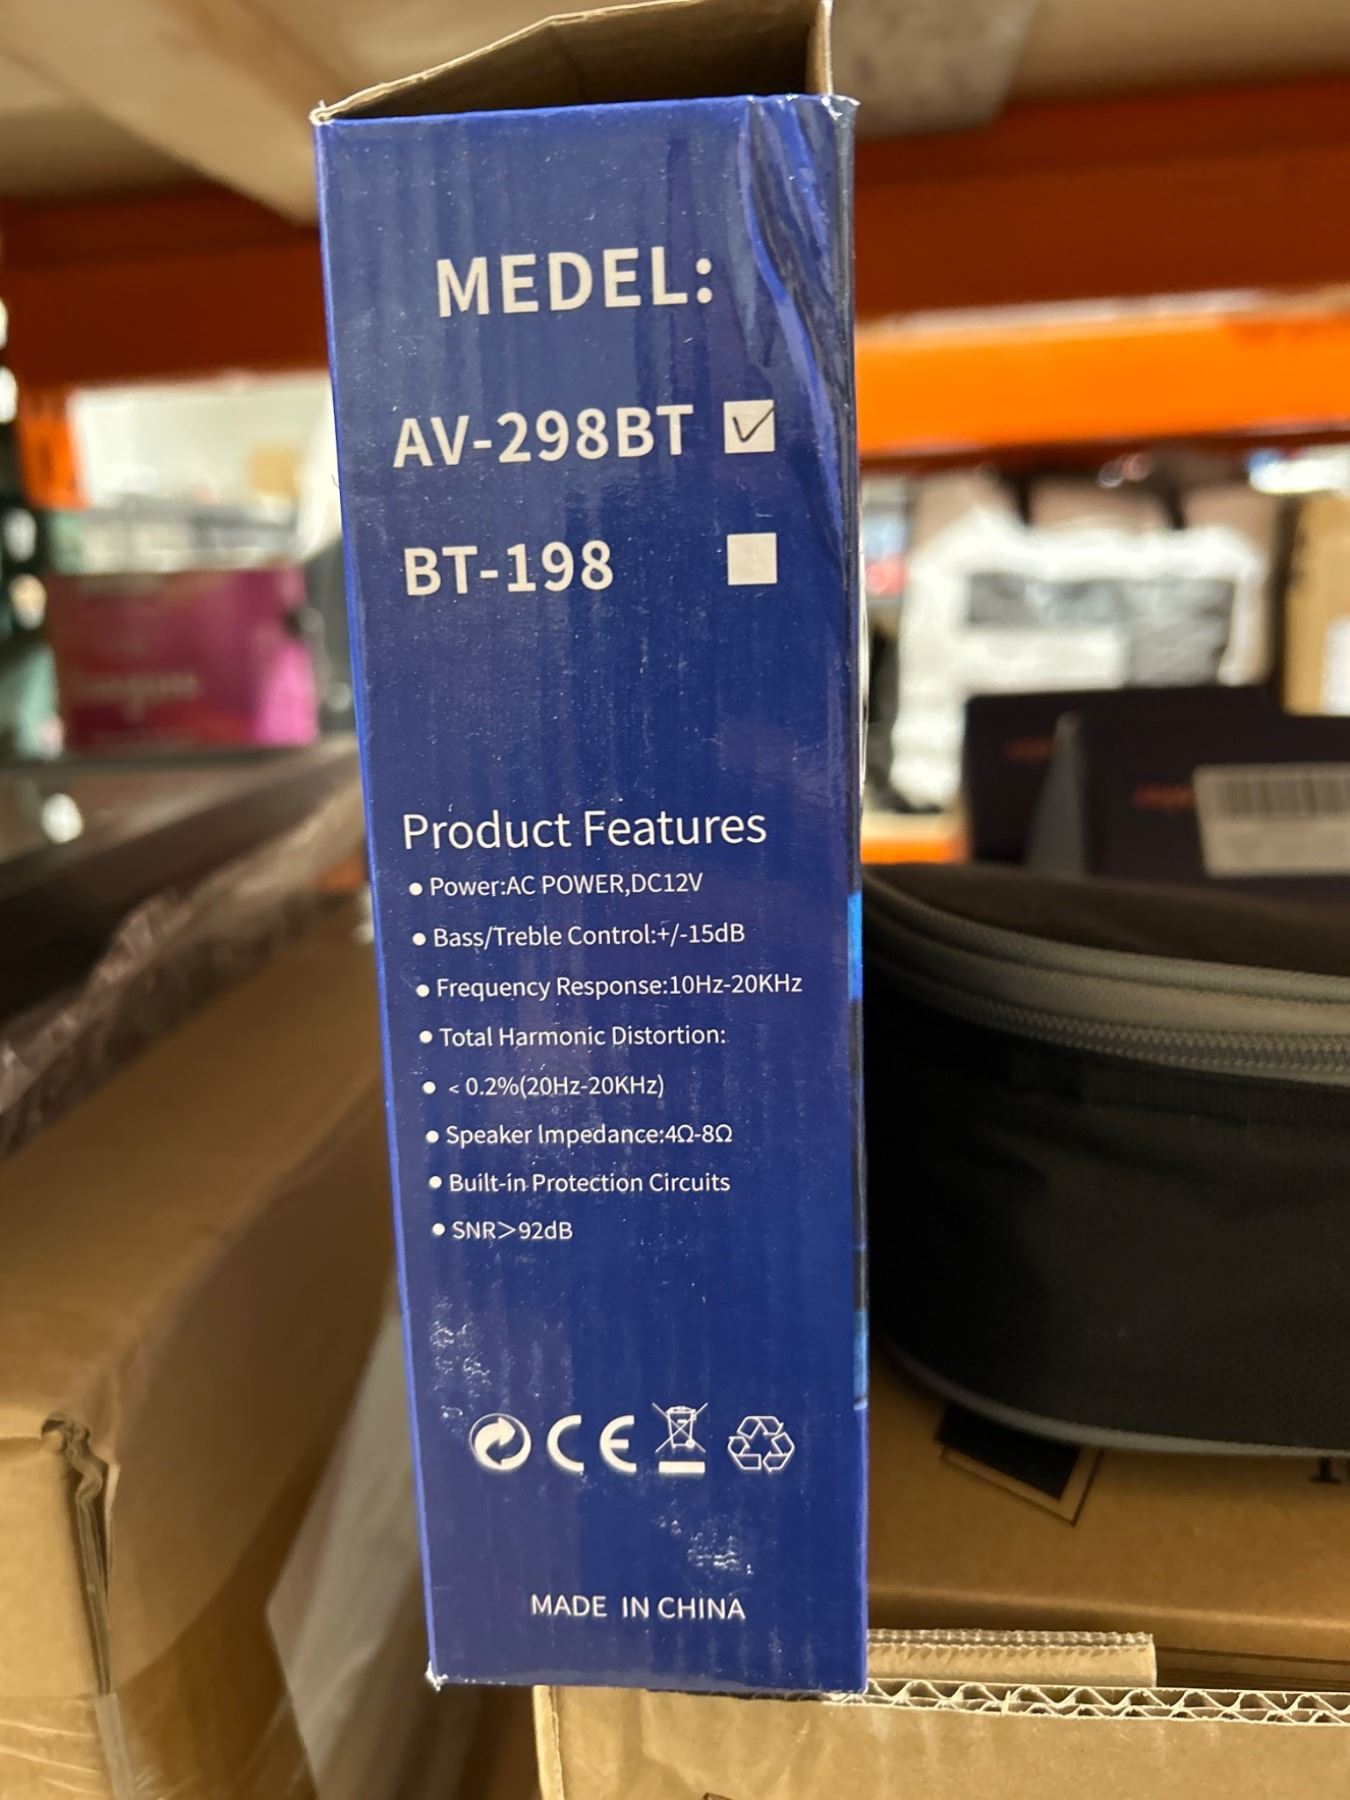 MEDEL:
AV-298BT
BT-198
Product Features
● Power:AC POWER,DC12V
● Bass/Treble Control:+/-15dB
● Frequency Response:10Hz-20KHz
● Total Harmonic Distortion:
● < 0.2%(20Hz-20KHz)
● Speaker Impedance:4Ω-8Ω
● Built-in Protection Circuits
● SNR>92dB
CE
MADE IN CHINA